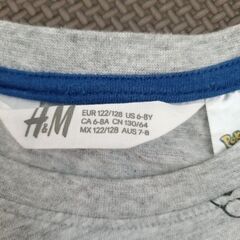 H&M
EUR 122/128 US 6-8Y
CA 6-8A CN 130/64
MX 122/128 AUS 7-8